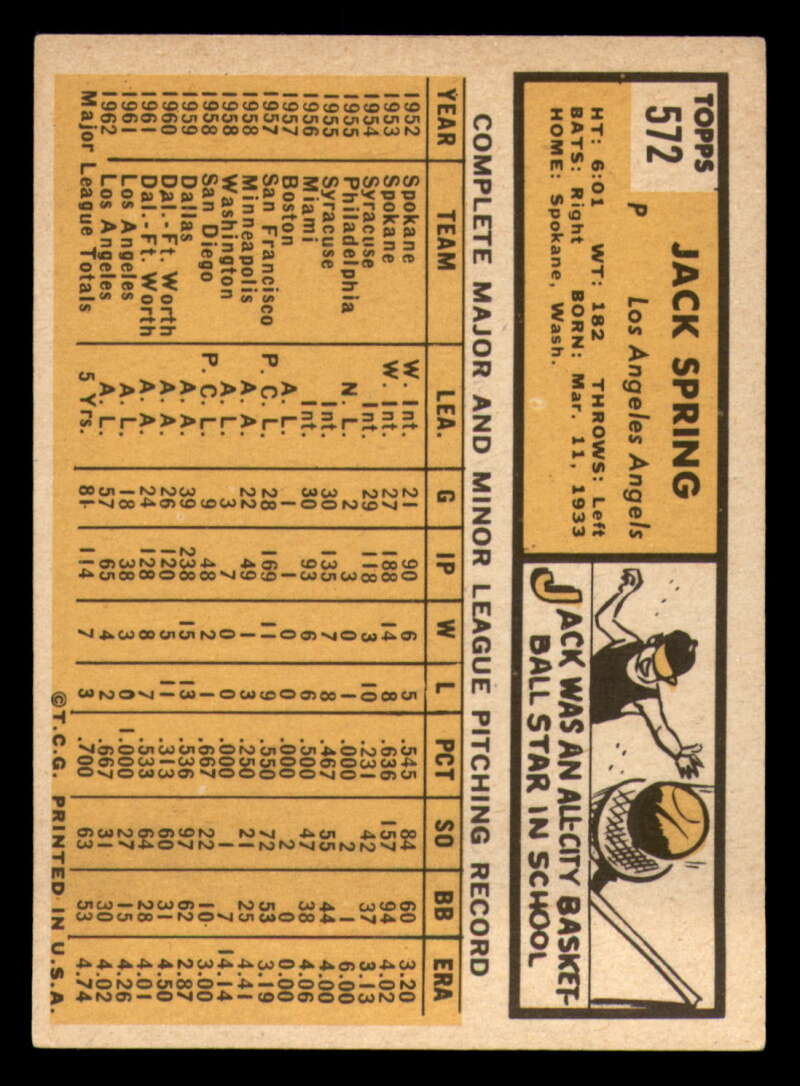 TOPPS
572
JACK SPRING
P Los Angeles Angels
HT: 6:01 WT: 182 THROWS: Left
BATS: Right BORN: Mar. 11, 1933
HOME: Spokane, Wash.
JACK WAS AN ALL-CITY BASKET-
BALL STAR IN SCHOOL
COMPLETE MAJOR AND MINOR LEAGUE PITCHING RECORD
YEAR TEAM LEA. G IP W L PCT SO BB ERA
1952 Spokane W. Int. 21 90 6 5 .545 84 60 3.20
1953 Spokane W. Int. 27 188 14 8 .636 157 94 4.02
1954 Syracuse Int. 29 118 3 10 .231 42 37 3.13
1955 Philadelphia N. L. 2 3 0 1 .000 2 1 6.00
1955 Syracuse Int. 30 135 7 8 .467 55 44 4.00
1956 Miami Int. 30 93 6 6 .500 47 38 4.06
1957 Boston A. L. 1 1 0 0 .000 2 0 0.00
1957 San Francisco P. C. L. 28 169 11 9 .550 72 53 3.19
1958 Minneapolis A. A. 22 49 1 3 .250 21 25 4.41
1958 Washington A. L. 3 7 0 0 .000 1 7 14.14
1958 San Diego P. C. L. 9 48 2 1 .667 22 10 3.00
1959 Dallas A. A. 39 238 15 13 .536 97 62 2.87
1960 Dal.-Ft. Worth A. A. 26 120 5 11 .313 60 31 4.50
1961 Dal.-Ft. Worth A. A. 24 128 8 7 .533 64 28 4.01
1961 Los Angeles A. L. 18 38 3 0 1.000 27 15 4.26
1962 Los Angeles A. L. 57 65 4 2 .667 31 30 4.02
Major League Totals 5 Yrs. 81 114 7 3 .700 63 53 4.74
©T.C.G. PRINTED IN U.S.A.